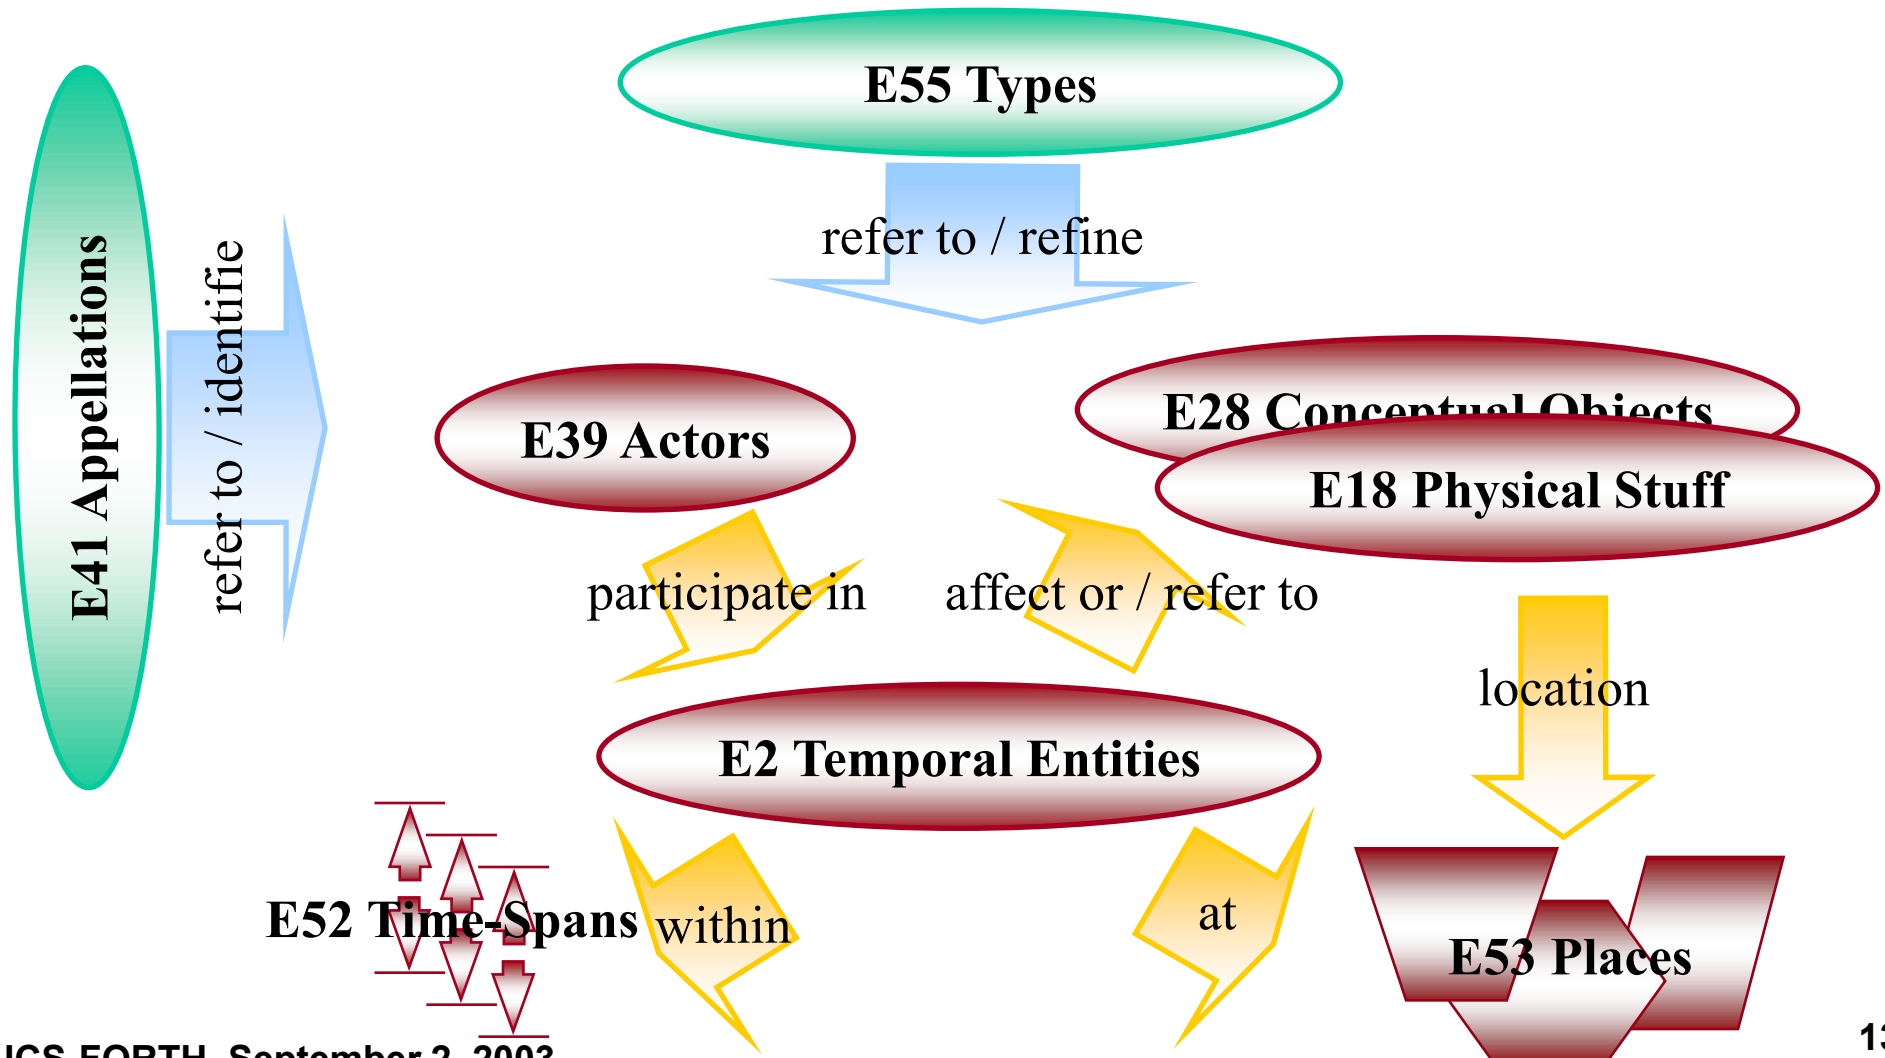 E55 Types
refer to / refine
E41 Appellations
refer to / identifie
E39 Actors
E28 Conceptual Objects
E18 Physical Stuff
participate in
affect or / refer to
location
E2 Temporal Entities
E52 Time-Spans
within
at
E53 Places
ICS-FORTH, September 2, 2003
13